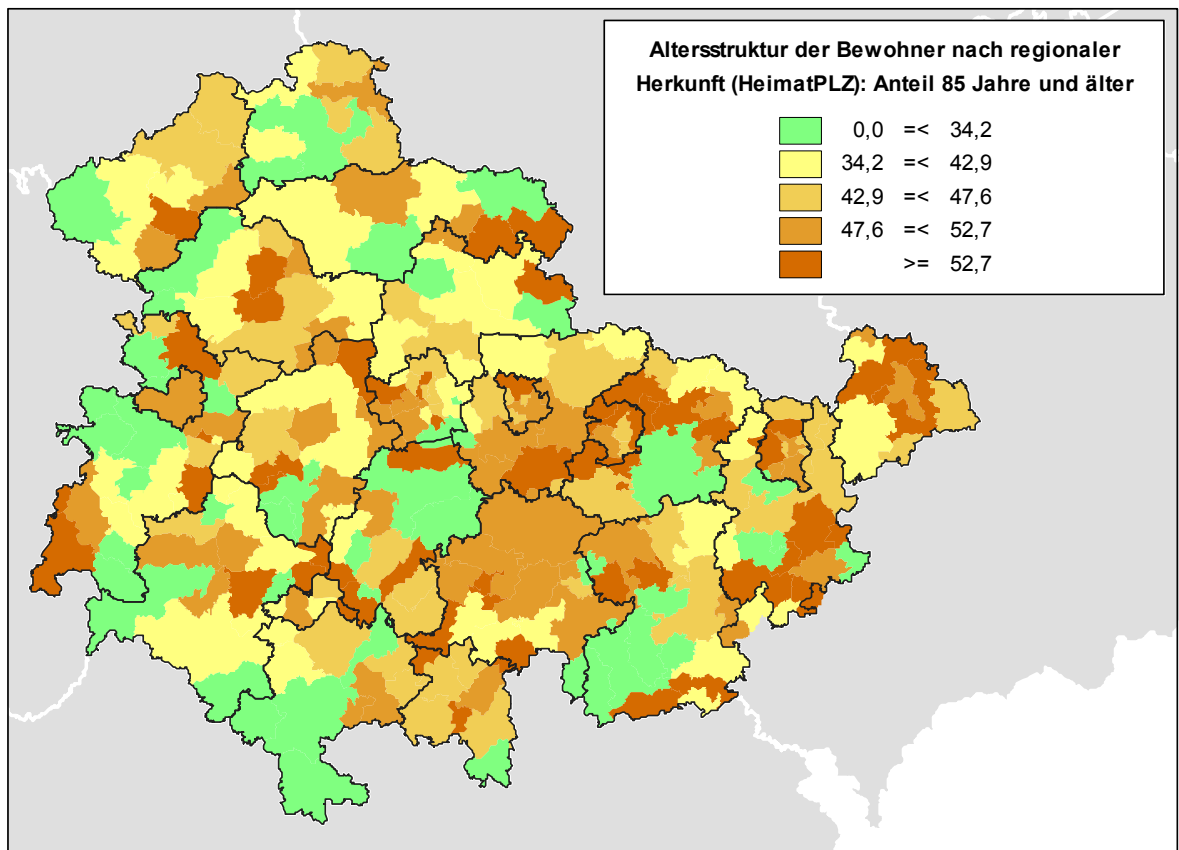 Altersstruktur der Bewohner nach regionaler
Herkunft (HeimatPLZ): Anteil 85 Jahre und älter
0,0 =< 34,2
34,2 =< 42,9
42,9 =< 47,6
47,6 =< 52,7
>= 52,7